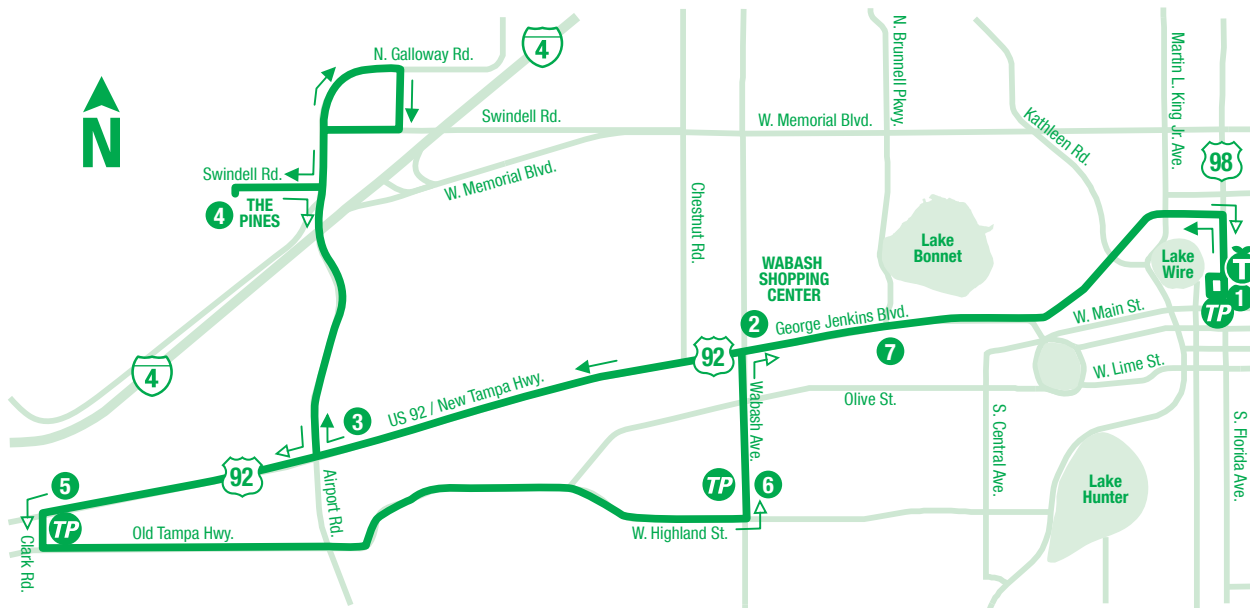 N
4
N. Galloway Rd.
Swindell Rd.
W. Memorial Blvd.
N. Brunnell Pkwy.
Kathleen Rd.
Martin L. King Jr. Ave.
98
Swindell Rd.
4
THE
PINES
W. Memorial Blvd.
Chestnut Rd.
WABASH
SHOPPING
CENTER
Lake
Bonnet
Lake
Wire
T
1
TP
2
George Jenkins Blvd.
7
W. Main St.
W. Lime St.
92
4
US 92 / New Tampa Hwy.
3
Wabash Ave.
Olive St.
S. Central Ave.
S. Florida Ave.
92
Airport Rd.
5
TP
Clark Rd.
Old Tampa Hwy.
TP
6
W. Highland St.
Lake
Hunter